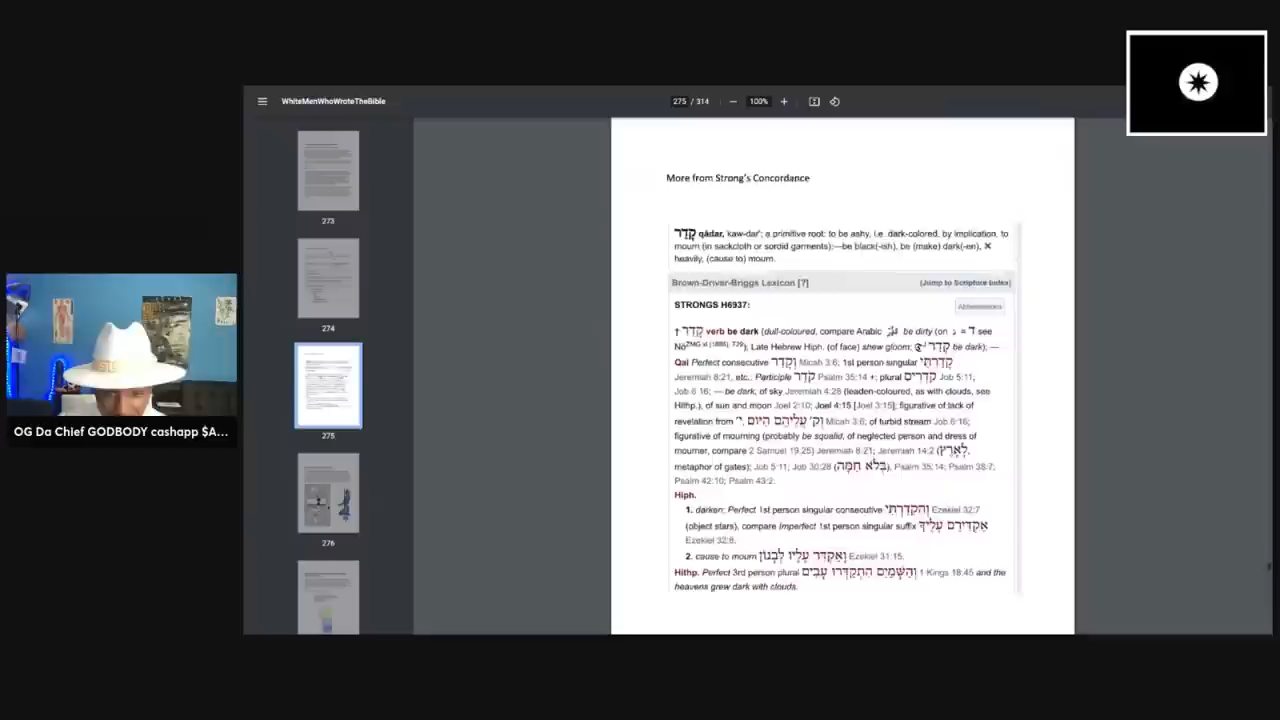 WhiteMenWhoWroteTheBible
275 / 314
100%
273
274
275
276
OG Da Chief GODBODY cashapp $A...
More from Strong's Concordance
קָדַר qâdar, kaw-dar'; a primitive root; to be ashy, i.e. dark-colored, by implication, to
mourn (in sackcloth or sordid garments):—be black(-ish), be (make) dark(-en), ×
heavily, (cause to) mourn.
Brown-Driver-Briggs Lexicon [?]
(Jump to Scripture Index)
STRONGS H6937:
Abbreviations
† קָדַר verb be dark (dull-coloured, compare Arabic be dirty (on = ד see
Nö ZMG xl (1886), 729), Late Hebrew Hiph. (of face) shew gloom; קדר be dark); —
Qal Perfect consecutive וְקָדַר Micah 3:6; 1st person singular קָדַרְתִּי
Jeremiah 8:21, etc.; Participle קֹדֵר Psalm 35:14 +; plural קֹדְרִים Job 5:11,
Job 6:16; — be dark, of sky Jeremiah 4:28 (leaden-coloured, as with clouds, see
Hithp.), of sun and moon Joel 2:10; Joel 4:15 [Joel 3:15]; figurative of lack of
revelation from י׳, וְק׳ עֲלֵיהֶם הַיּוֹם Micah 3:6; of turbid stream Job 6:16;
figurative of mourning (probably be squalid, of neglected person and dress of
mourner, compare 2 Samuel 19:25) Jeremiah 8:21; Jeremiah 14:2 (לָאָרֶץ,
metaphor of gates); Job 5:11; Job 30:28 (בְּלֹא חַמָּה), Psalm 35:14; Psalm 38:7;
Psalm 42:10; Psalm 43:2.
Hiph.
1. darken; Perfect 1st person singular consecutive וְהִקְדַּרְתִּי Ezekiel 32:7
(object stars), compare Imperfect 1st person singular suffix אַקְדִּירֵם עָלֶיךָ
Ezekiel 32:8.
2. cause to mourn וָאַקְדִּר עָלָיו לְבָנוֹן Ezekiel 31:15.
Hithp. Perfect 3rd person plural וְהַשָּׁמַיִם הִתְקַדְּרוּ עָבִים 1 Kings 18:45 and the
heavens grew dark with clouds.